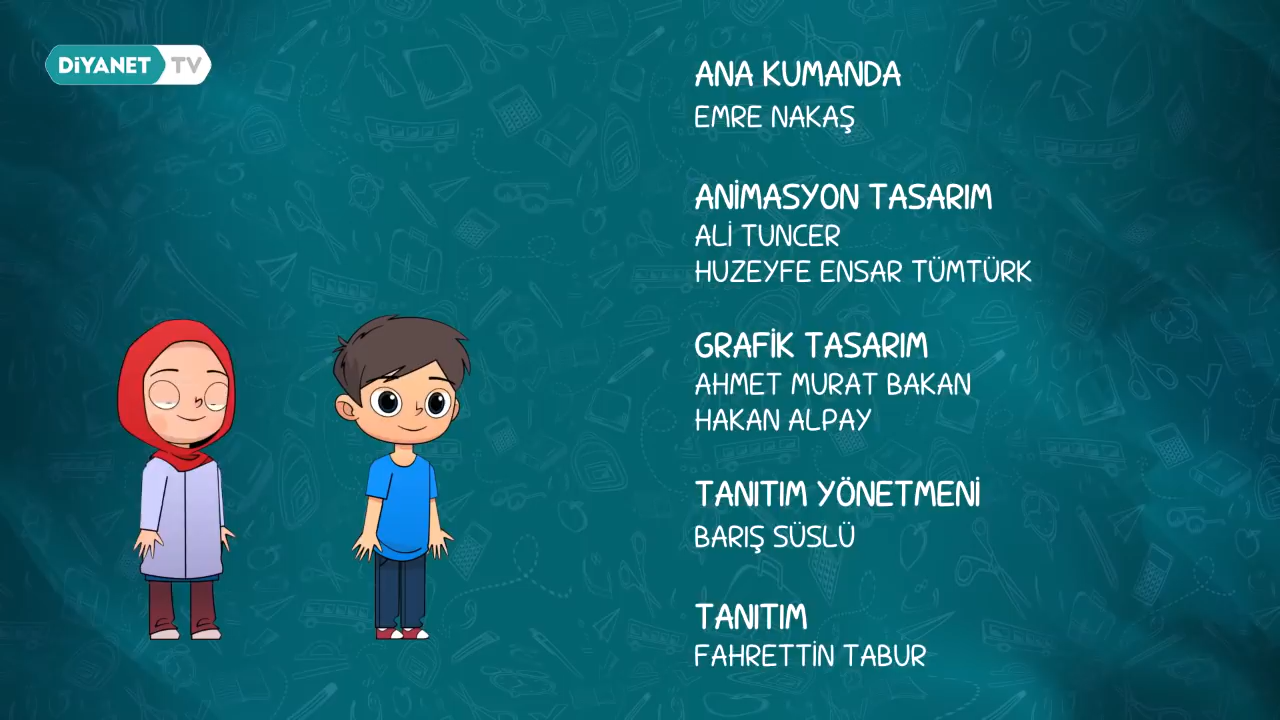 DİYANET TV
ANA KUMANDA
EMRE NAKAŞ
ANİMASYON TASARIM
ALİ TUNCER
HUZEYFE ENSAR TÜMTÜRK
GRAFİK TASARIM
AHMET MURAT BAKAN
HAKAN ALPAY
TANITIM YÖNETMENİ
BARIŞ SÜSLÜ
TANITIM
FAHRETTİN TABUR